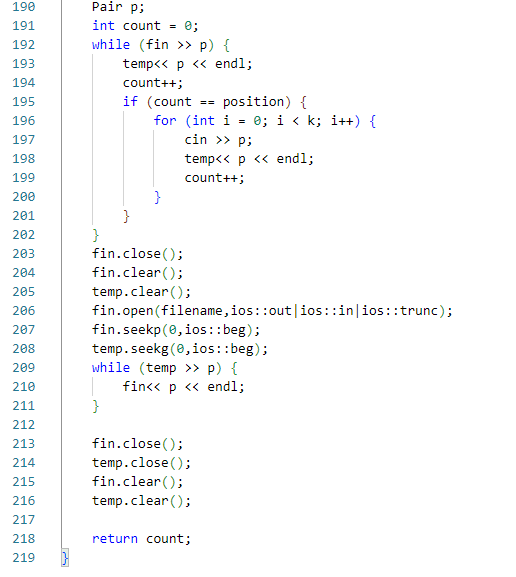 190 Pair p;
191 int count = 0;
192 while (fin >> p) {
193 temp<< p << endl;
194 count++;
195 if (count == position) {
196 for (int i = 0; i < k; i++) {
197 cin >> p;
198 temp<< p << endl;
199 count++;
200 }
201 }
202 }
203 fin.close();
204 fin.clear();
205 temp.clear();
206 fin.open(filename,ios::out|ios::in|ios::trunc);
207 fin.seekp(0,ios::beg);
208 temp.seekg(0,ios::beg);
209 while (temp >> p) {
210 fin<< p << endl;
211 }
212
213 fin.close();
214 temp.close();
215 fin.clear();
216 temp.clear();
217
218 return count;
219 }